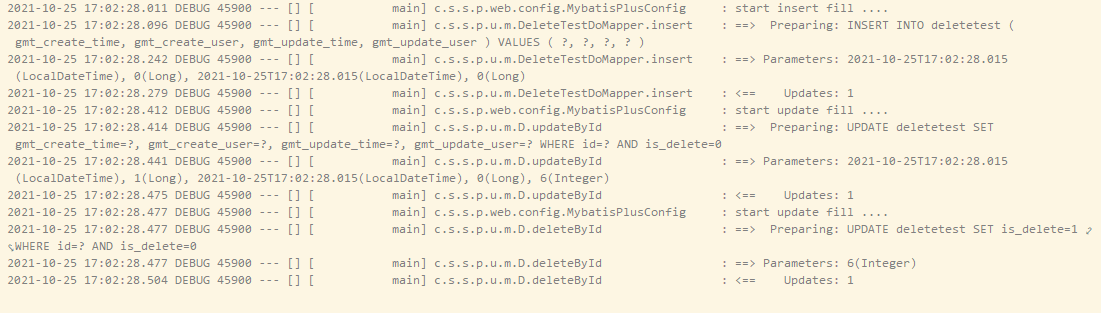 2021-10-25 17:02:28.011 DEBUG 45900 --- [] [           main] c.s.s.p.web.config.MybatisPlusConfig     : start insert fill ....
2021-10-25 17:02:28.096 DEBUG 45900 --- [] [           main] c.s.s.p.u.m.DeleteTestDoMapper.insert    : ==>  Preparing: INSERT INTO deletetest (
gmt_create_time, gmt_create_user, gmt_update_time, gmt_update_user ) VALUES ( ?, ?, ?, ? )
2021-10-25 17:02:28.242 DEBUG 45900 --- [] [           main] c.s.s.p.u.m.DeleteTestDoMapper.insert    : ==> Parameters: 2021-10-25T17:02:28.015
(LocalDateTime), 0(Long), 2021-10-25T17:02:28.015(LocalDateTime), 0(Long)
2021-10-25 17:02:28.279 DEBUG 45900 --- [] [           main] c.s.s.p.u.m.DeleteTestDoMapper.insert    : <==    Updates: 1
2021-10-25 17:02:28.412 DEBUG 45900 --- [] [           main] c.s.s.p.web.config.MybatisPlusConfig     : start update fill ....
2021-10-25 17:02:28.414 DEBUG 45900 --- [] [           main] c.s.s.p.u.m.D.updateById                 : ==>  Preparing: UPDATE deletetest SET
gmt_create_time=?, gmt_create_user=?, gmt_update_time=?, gmt_update_user=? WHERE id=? AND is_delete=0
2021-10-25 17:02:28.441 DEBUG 45900 --- [] [           main] c.s.s.p.u.m.D.updateById                 : ==> Parameters: 2021-10-25T17:02:28.015
(LocalDateTime), 1(Long), 2021-10-25T17:02:28.015(LocalDateTime), 0(Long), 6(Integer)
2021-10-25 17:02:28.475 DEBUG 45900 --- [] [           main] c.s.s.p.u.m.D.updateById                 : <==    Updates: 1
2021-10-25 17:02:28.477 DEBUG 45900 --- [] [           main] c.s.s.p.web.config.MybatisPlusConfig     : start update fill ....
2021-10-25 17:02:28.477 DEBUG 45900 --- [] [           main] c.s.s.p.u.m.D.deleteById                 : ==>  Preparing: UPDATE deletetest SET is_delete=1
WHERE id=? AND is_delete=0
2021-10-25 17:02:28.477 DEBUG 45900 --- [] [           main] c.s.s.p.u.m.D.deleteById                 : ==> Parameters: 6(Integer)
2021-10-25 17:02:28.504 DEBUG 45900 --- [] [           main] c.s.s.p.u.m.D.deleteById                 : <==    Updates: 1